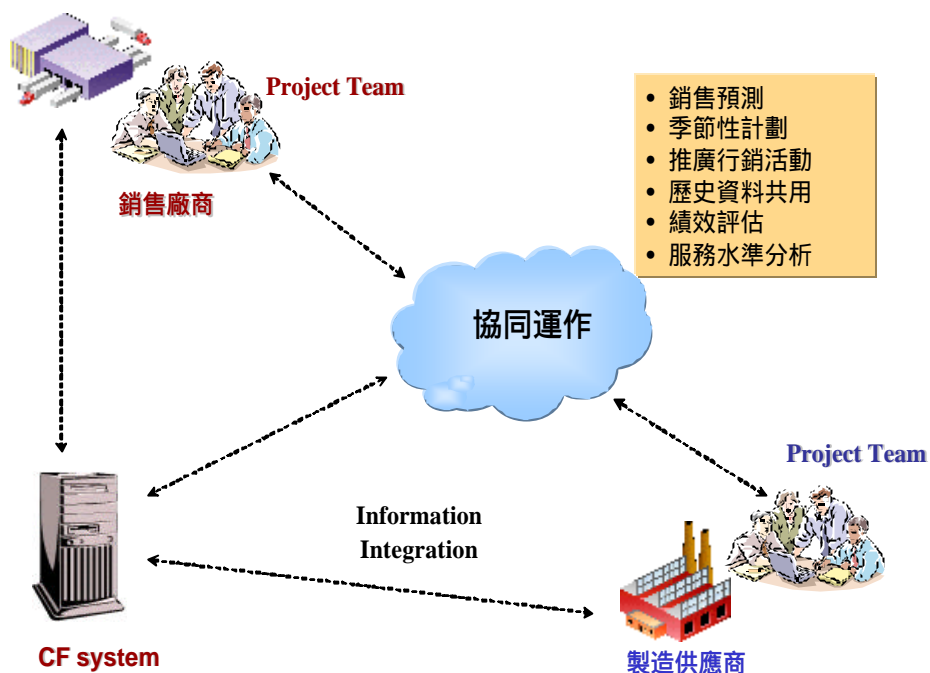 Project Team
銷售廠商
• 銷售預測
• 季節性計劃
• 推廣行銷活動
• 歷史資料共用
• 績效評估
• 服務水準分析
協同運作
Project Team
Information
Integration
CF system
製造供應商